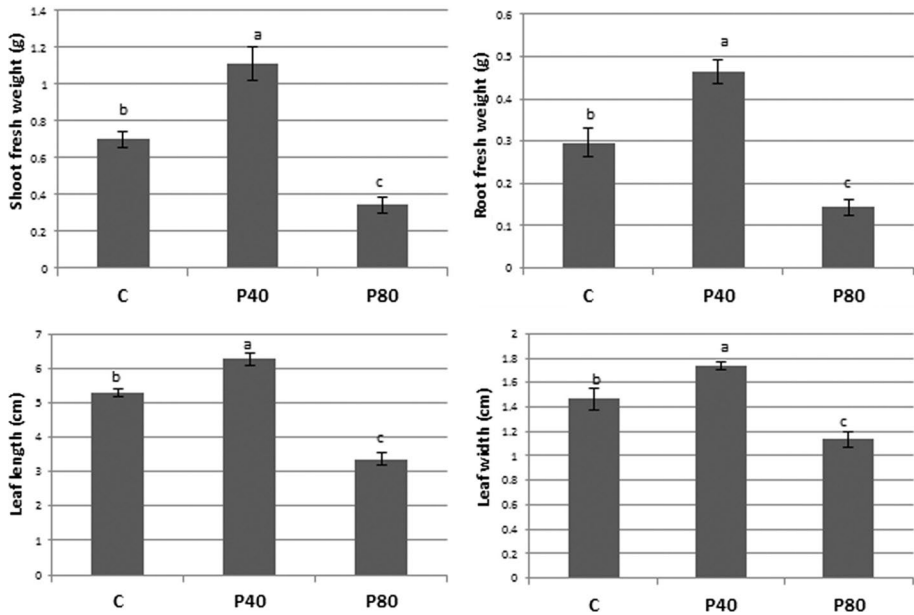 Shoot fresh weight (g)
1.4
1.2
1
0.8
0.6
0.4
0.2
0
b
a
c
C P40 P80
Root fresh weight (g)
0.6
0.5
0.4
0.3
0.2
0.1
0
b
a
c
C P40 P80
Leaf length (cm)
7
6
5
4
3
2
1
0
b
a
c
C P40 P80
Leaf width (cm)
2
1.8
1.6
1.4
1.2
1
0.8
0.6
0.4
0.2
0
b
a
c
C P40 P80